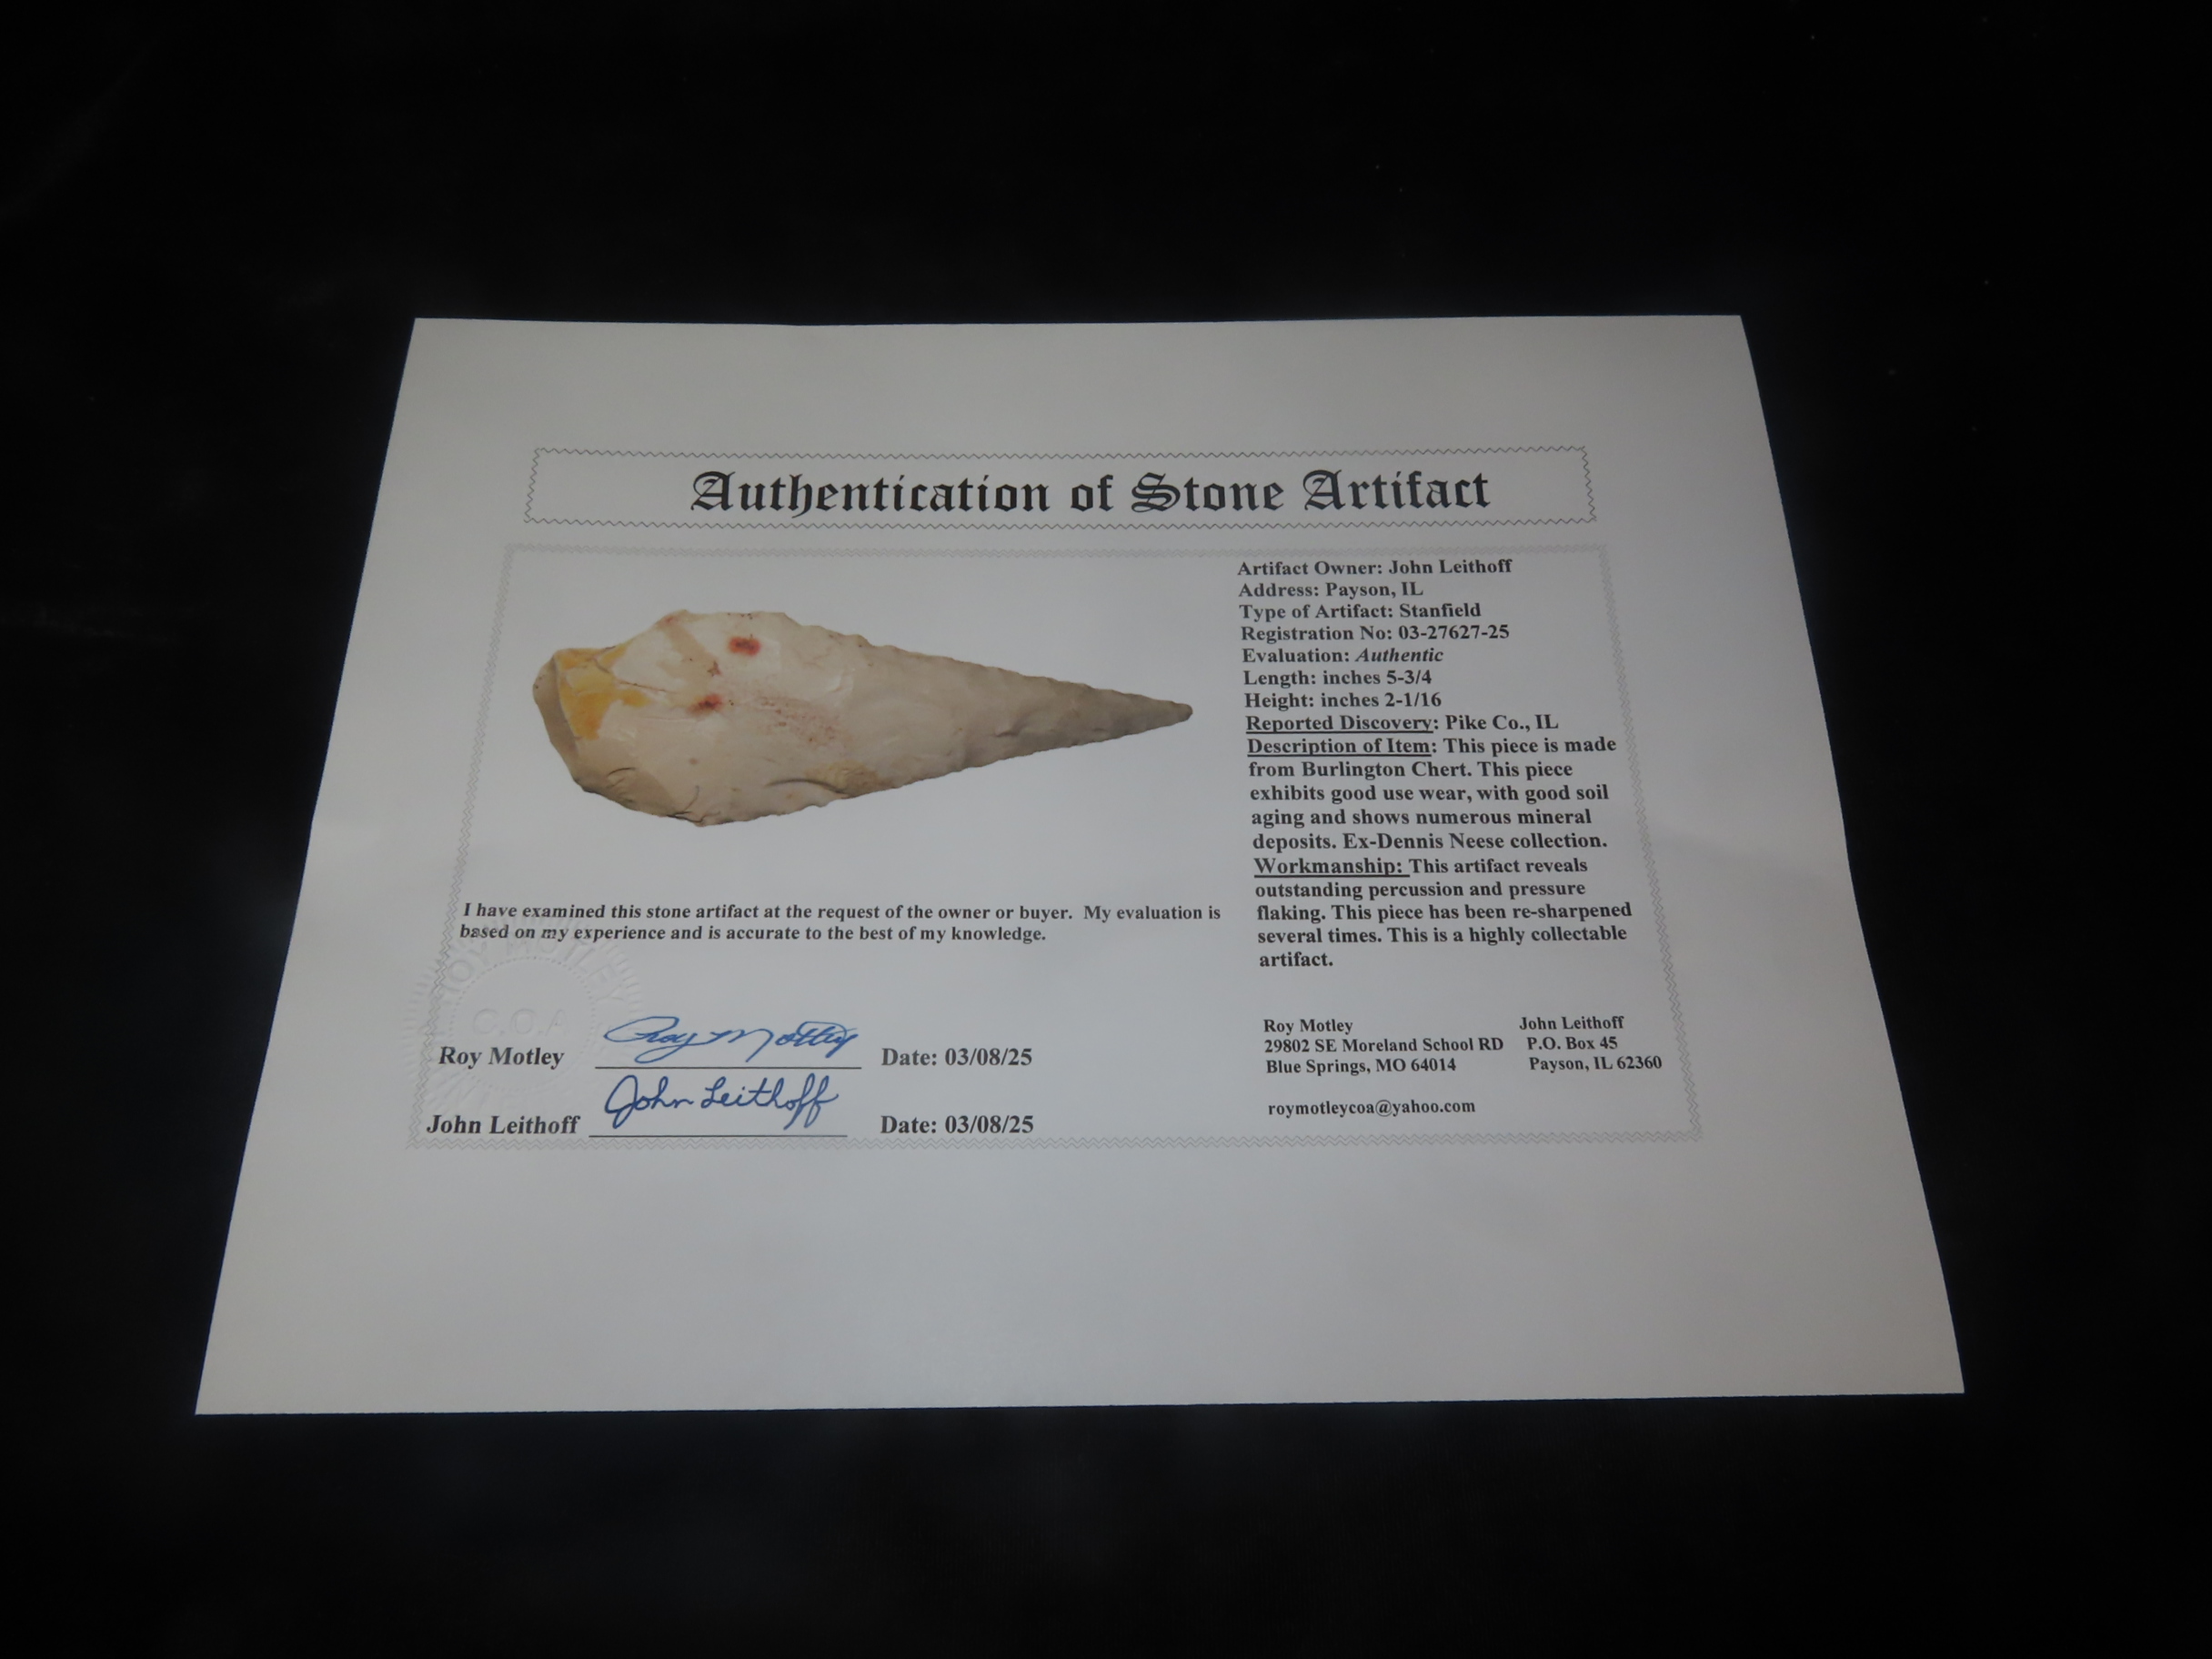 Authentication of Stone Artifact
Artifact Owner: John Leithoff
Address: Payson, IL
Type of Artifact: Stanfield
Registration No: 03-27627-25
Evaluation: Authentic
Length: inches 5-3/4
Height: inches 2-1/16
Reported Discovery: Pike Co., IL
Description of Item: This piece is made
from Burlington Chert. This piece
exhibits good use wear, with good soil
aging and shows numerous mineral
deposits. Ex-Dennis Neese collection.
Workmanship: This artifact reveals
outstanding percussion and pressure
flaking. This piece has been re-sharpened
several times. This is a highly collectable
artifact.
I have examined this stone artifact at the request of the owner or buyer. My evaluation is
based on my experience and is accurate to the best of my knowledge.
ROY MOTLEY
C.O.A.
Roy Motley Roy Motley Date: 03/08/25
John Leithoff John Leithoff Date: 03/08/25
Roy Motley
29802 SE Moreland School RD
Blue Springs, MO 64014
roymotleycoa@yahoo.com
John Leithoff
P.O. Box 45
Payson, IL 62360